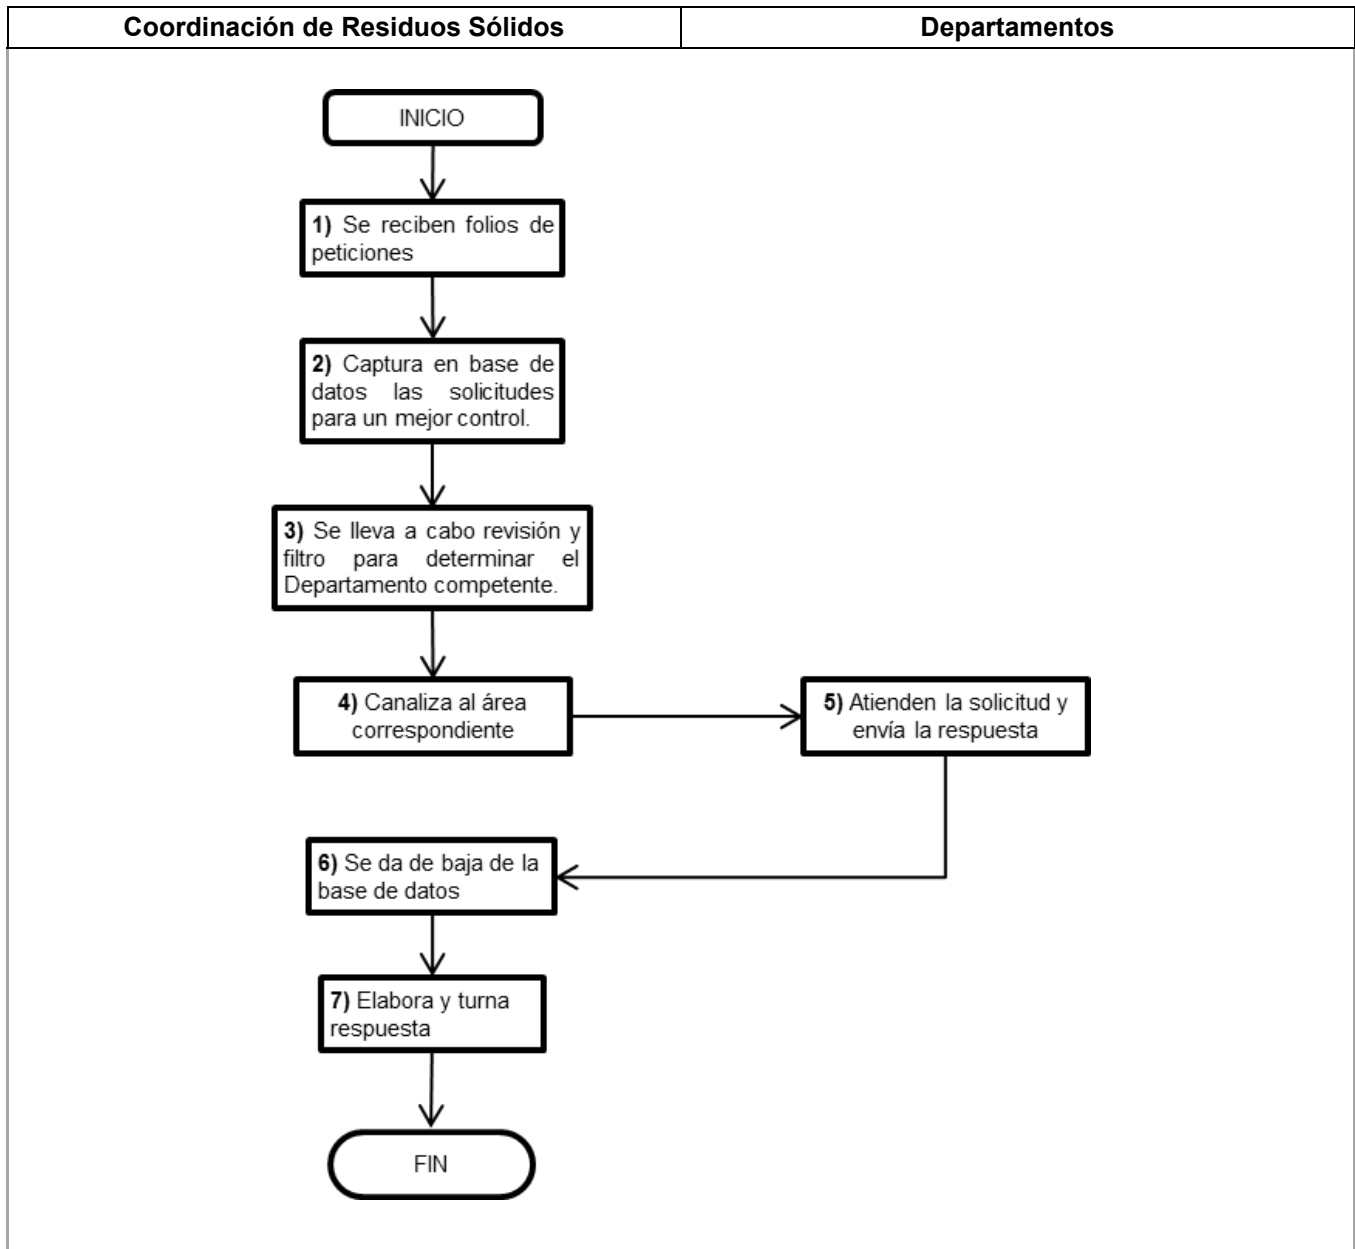 Coordinación de Residuos Sólidos
Departamentos
INICIO
1) Se reciben folios de
peticiones
2) Captura en base de
datos las solicitudes
para un mejor control.
3) Se lleva a cabo revisión y
filtro para determinar el
Departamento competente.
4) Canaliza al área
correspondiente
5) Atienden la solicitud y
envía la respuesta
6) Se da de baja de la
base de datos
7) Elabora y turna
respuesta
FIN